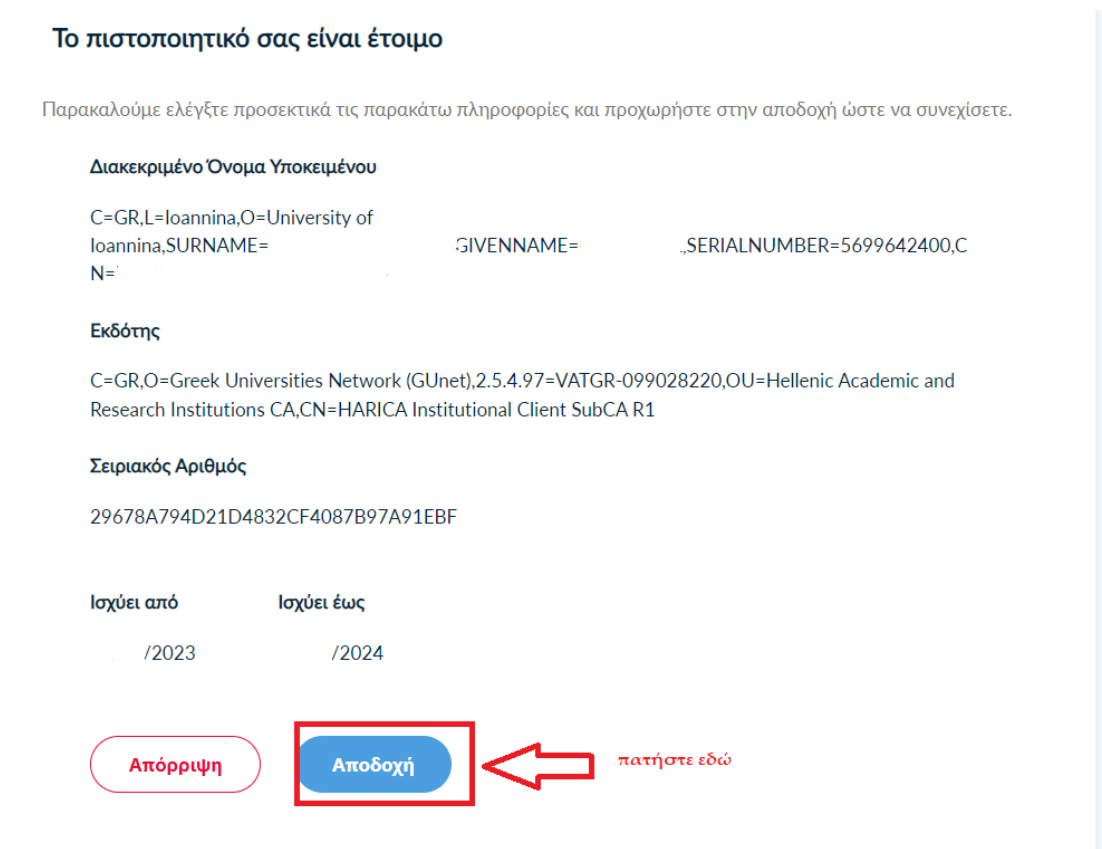 Το πιστοποιητικό σας είναι έτοιμο
Παρακαλούμε ελέγξτε προσεκτικά τις παρακάτω πληροφορίες και προχωρήστε στην αποδοχή ώστε να συνεχίσετε.
Διακεκριμένο Όνομα Υποκειμένου
C=GR,L=Ioannina,O=University of
Ioannina,SURNAME= GIVENNAME= ,SERIALNUMBER=5699642400,C
N=
Εκδότης
C=GR,O=Greek Universities Network (GUnet),2.5.4.97=VATGR-099028220,OU=Hellenic Academic and
Research Institutions CA,CN=HARICA Institutional Client SubCA R1
Σειριακός Αριθμός
29678A794D21D4832CF4087B97A91EBF
Ισχύει από Ισχύει έως
/2023 /2024
Απόρριψη Αποδοχή πατήστε εδώ